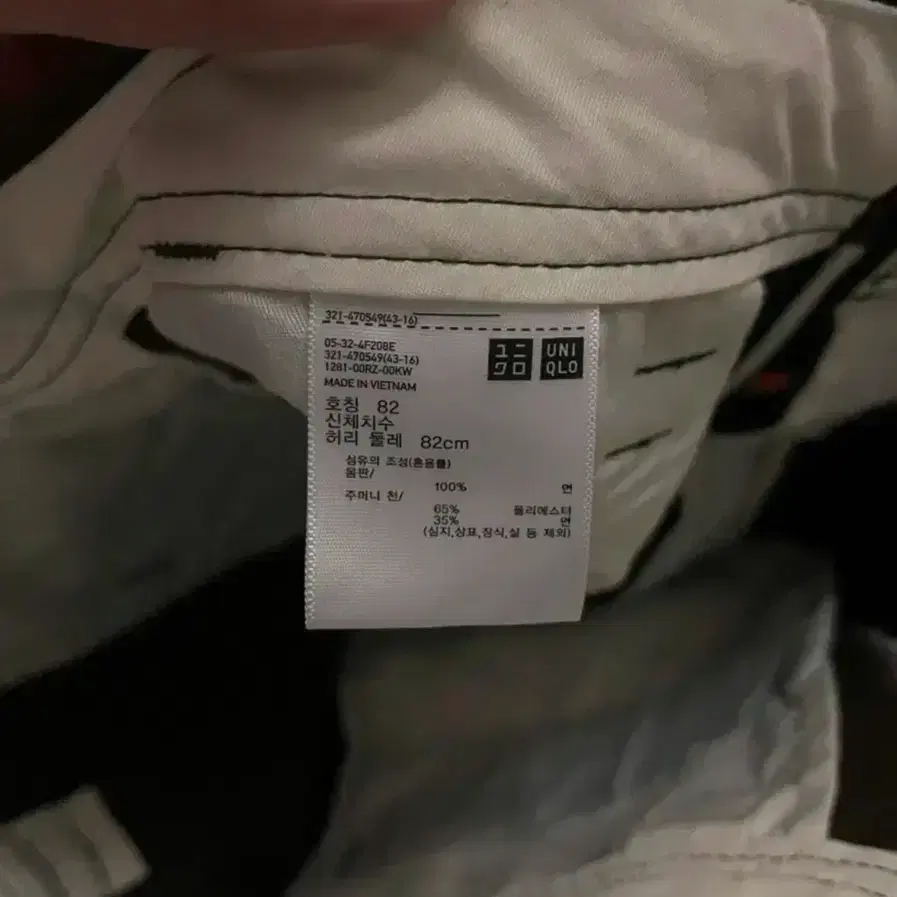 321-470549(43-16)
05-32-4F208E
321-470549(43-16)
1281-00RZ-00KW
MADE IN VIETNAM
ユニクロ
UNIQLO
호칭 82
신체치수
허리 둘레 82cm
섬유의 조성(혼용률)
몸판/
100% 면
주머니 천/
65% 폴리에스터
35% 면
(심지,상표,장식,실 등 제외)